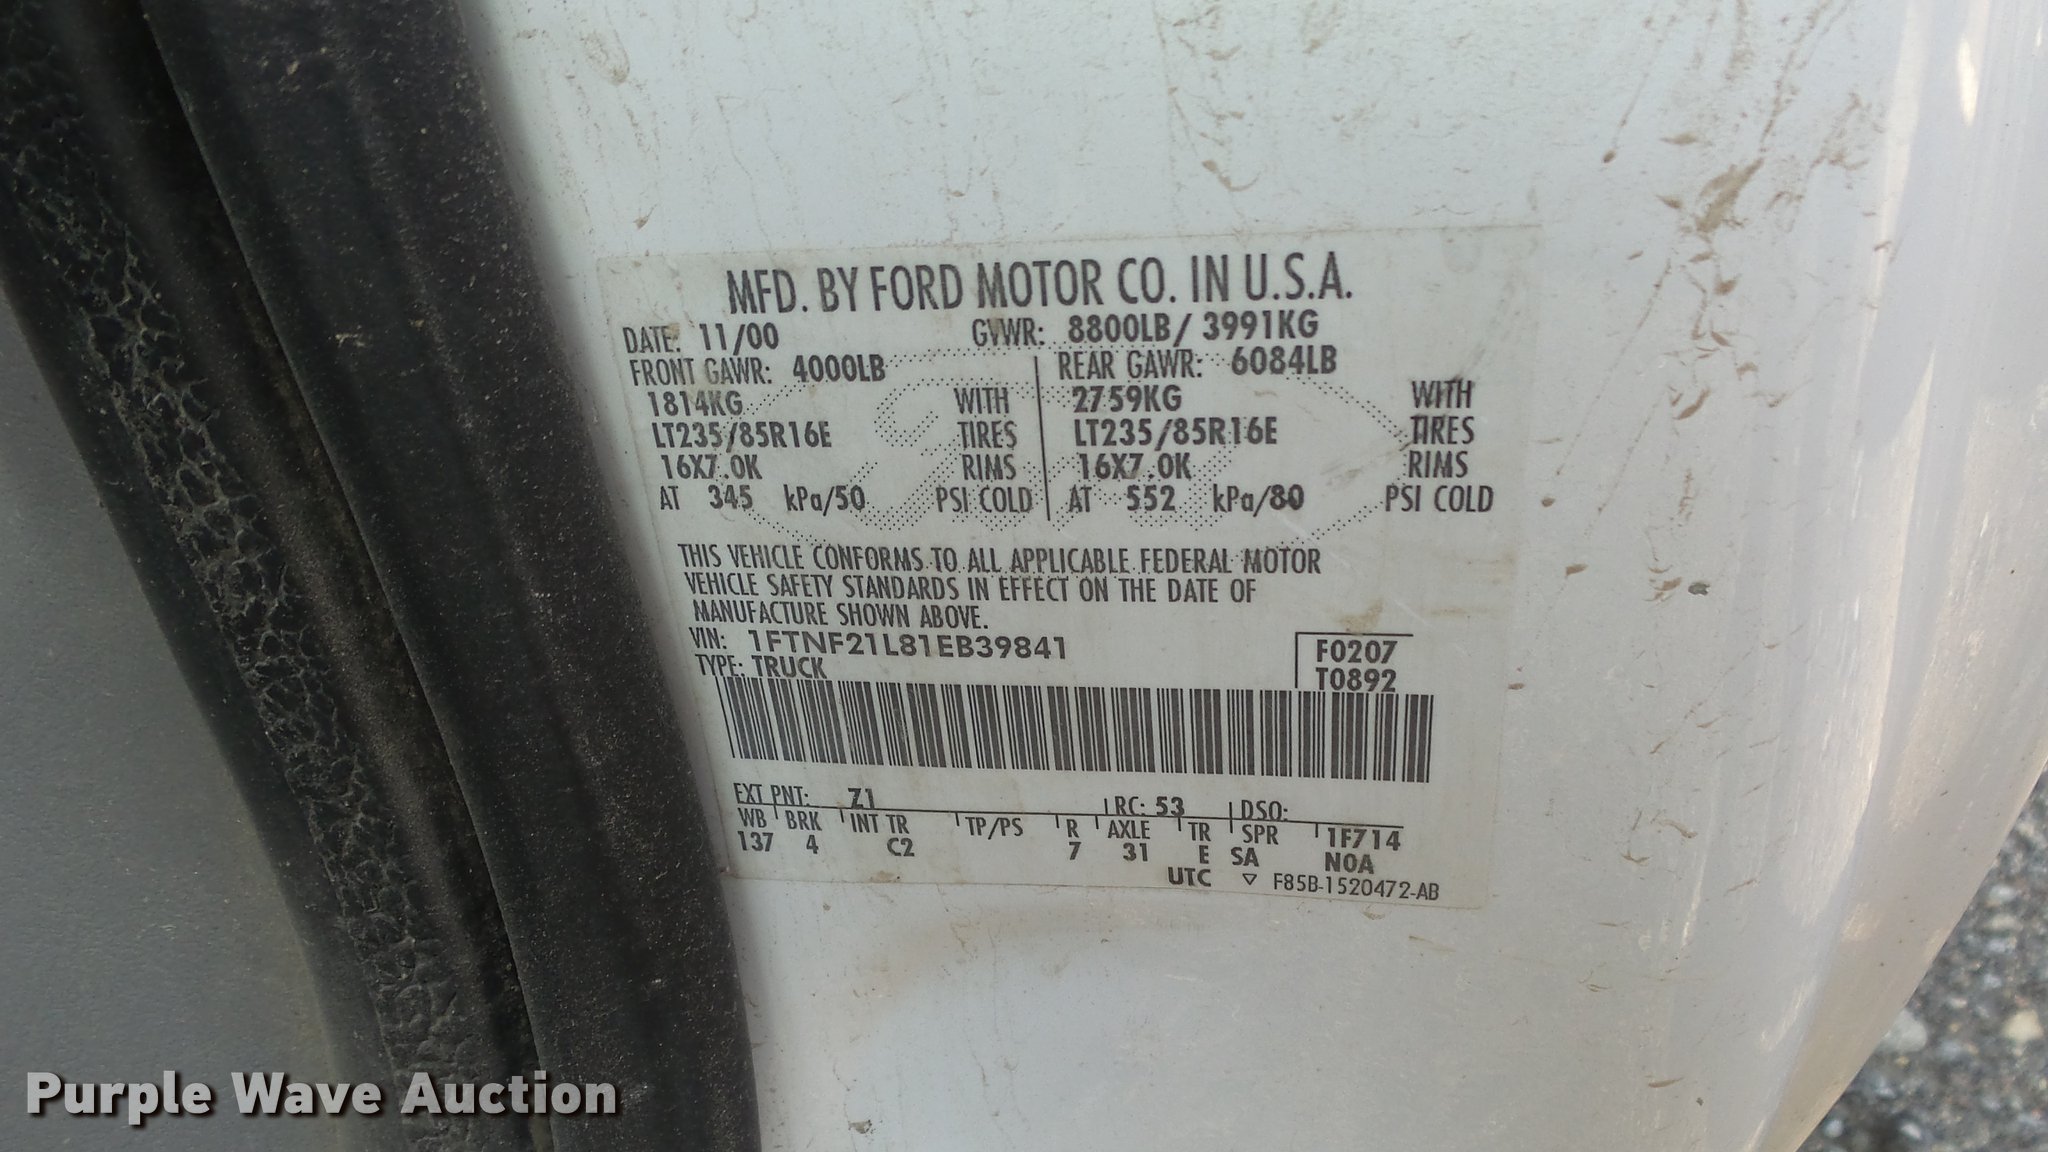 MFD. BY FORD MOTOR CO. IN U.S.A.
DATE: 11/00 GVWR: 8800LB/ 3991KG
FRONT GAWR: 4000LB REAR GAWR: 6084LB
1814KG WITH 2759KG WITH
LT235/85R16E TIRES LT235/85R16E TIRES
16X7.0K RIMS 16X7.0K RIMS
AT 345 kPa/50 PSI COLD AT 552 kPa/80 PSI COLD
THIS VEHICLE CONFORMS TO ALL APPLICABLE FEDERAL MOTOR
VEHICLE SAFETY STANDARDS IN EFFECT ON THE DATE OF
MANUFACTURE SHOWN ABOVE.
VIN: 1FTNF21L81EB39841 F0207
TYPE: TRUCK T0892
EXT PNT: Z1 RC: 53 DSO:
WB BRK INT TR TP/PS R AXLE TR SPR 1F714
137 4 C2 7 31 E SA N0A
UTC ▽ F85B-1520472-AB
Purple Wave Auction